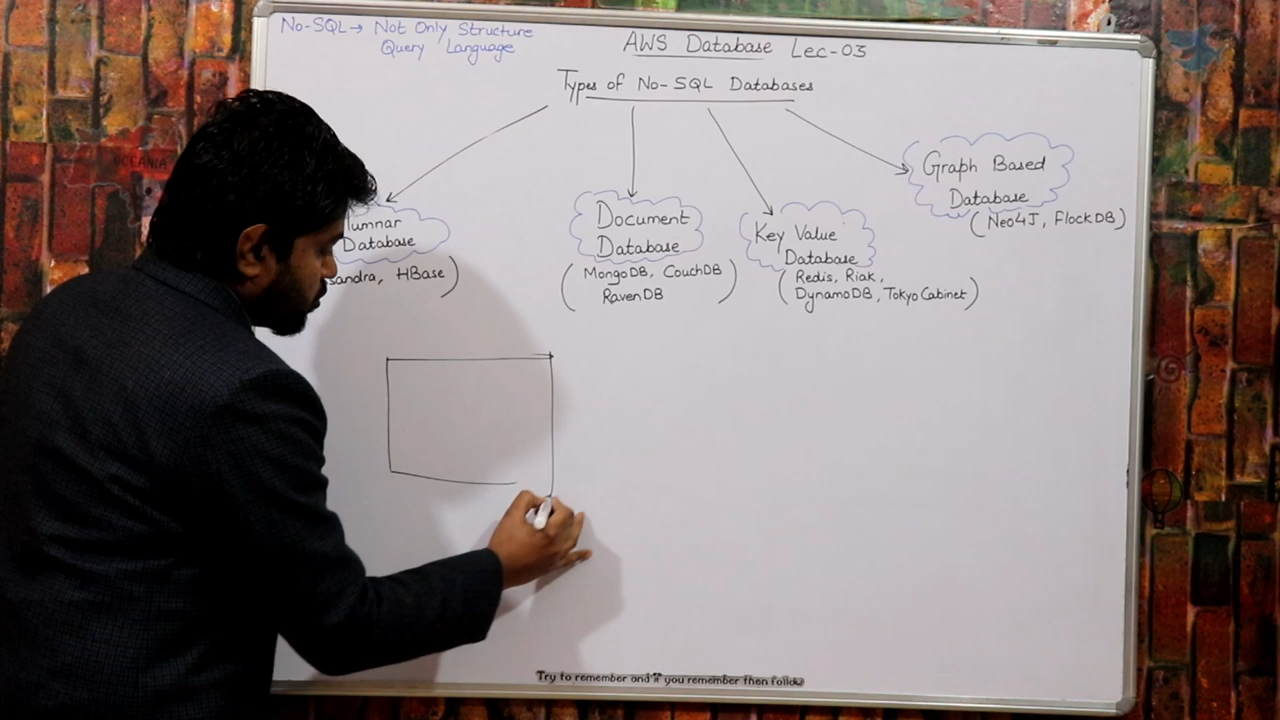 No-SQL → Not Only Structure
Query Language
AWS Database Lec-03
Types of No-SQL Databases
lumnar
Database
sandra, HBase)
Document
Database
(MongoDB, CouchDB
RavenDB)
Key Value
Database
(Redis, Riak,
DynamoDB, TokyoCabinet)
Graph Based
Database
(Neo4J, FlockDB)
OCEANIA
Try to remember and if you remember then follow